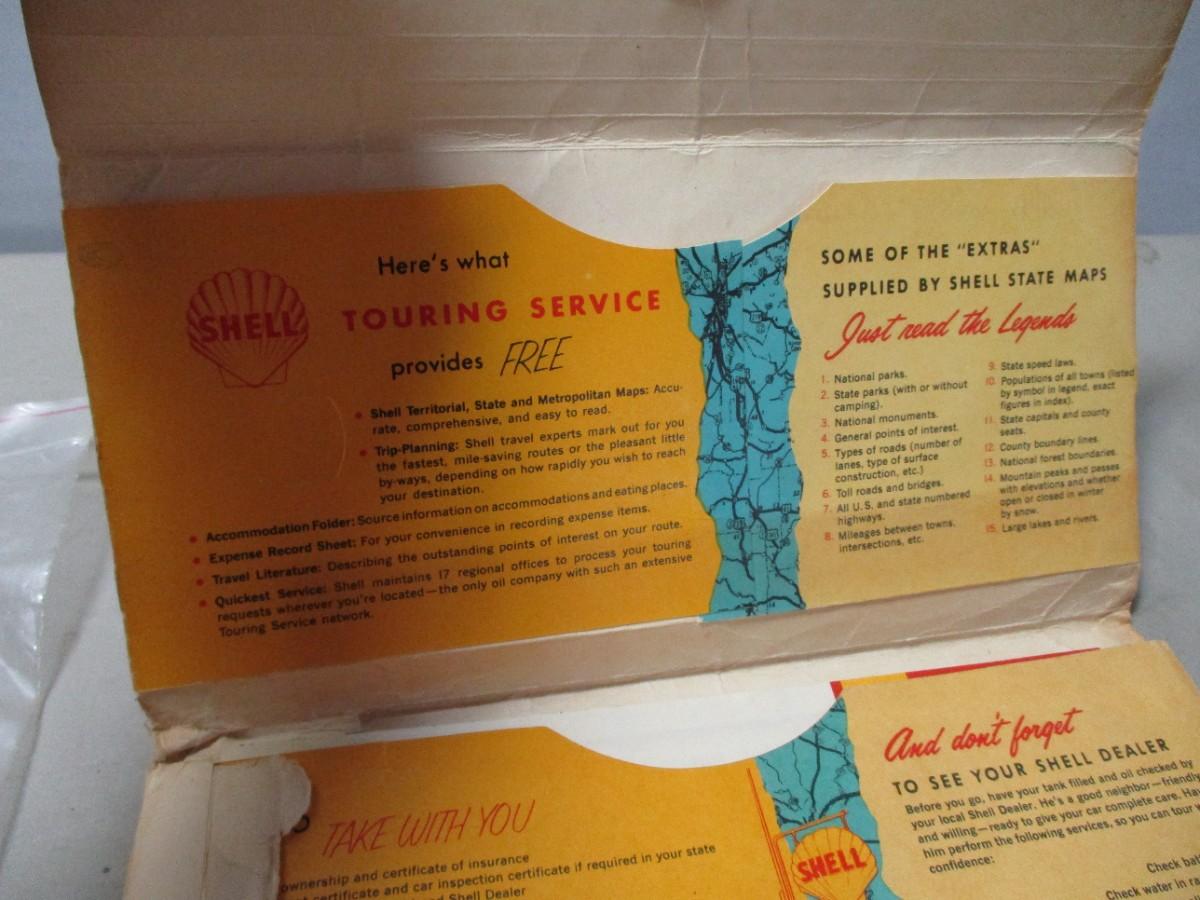 Here's what
SHELL
TOURING SERVICE
provides FREE
• Shell Territorial, State and Metropolitan Maps: Accu-
rate, comprehensive, and easy to read.
• Trip-Planning: Shell travel experts mark out for you
the fastest, mile-saving routes or the pleasant little
by-ways, depending on how rapidly you wish to reach
your destination.
• Accommodation Folder: Source information on accommodations and eating places.
• Expense Record Sheet: For your convenience in recording expense items.
• Travel Literature: Describing the outstanding points of interest on your route.
• Quickest Service: Shell maintains 17 regional offices to process your touring
requests wherever you're located—the only oil company with such an extensive
Touring Service network.
SOME OF THE "EXTRAS"
SUPPLIED BY SHELL STATE MAPS
Just read the Legends
1. National parks.
2. State parks (with or without
camping).
3. National monuments.
4. General points of interest.
5. Types of roads (number of
lanes, type of surface
construction, etc.)
6. Toll roads and bridges.
7. All U.S. and state numbered
highways.
8. Mileages between towns,
intersections, etc.
9. State speed laws.
10. Populations of all towns (listed
by symbol in legend, exact
figures in index).
11. State capitals and county
seats.
12. County boundary lines.
13. National forest boundaries.
14. Mountain peaks and passes
with elevations and whether
open or closed in winter
by snow.
15. Large lakes and rivers.
TAKE WITH YOU
ownership and certificate of insurance
certificate and car inspection certificate if required in your state
Shell Dealer
SHELL
And don't forget
TO SEE YOUR SHELL DEALER
Before you go, have your tank filled and oil checked by
your local Shell Dealer. He's a good neighbor—friendly
and willing—ready to give your car complete care. Ha
him perform the following services, so you can tour
confidence:
Check bat
Check water in ra